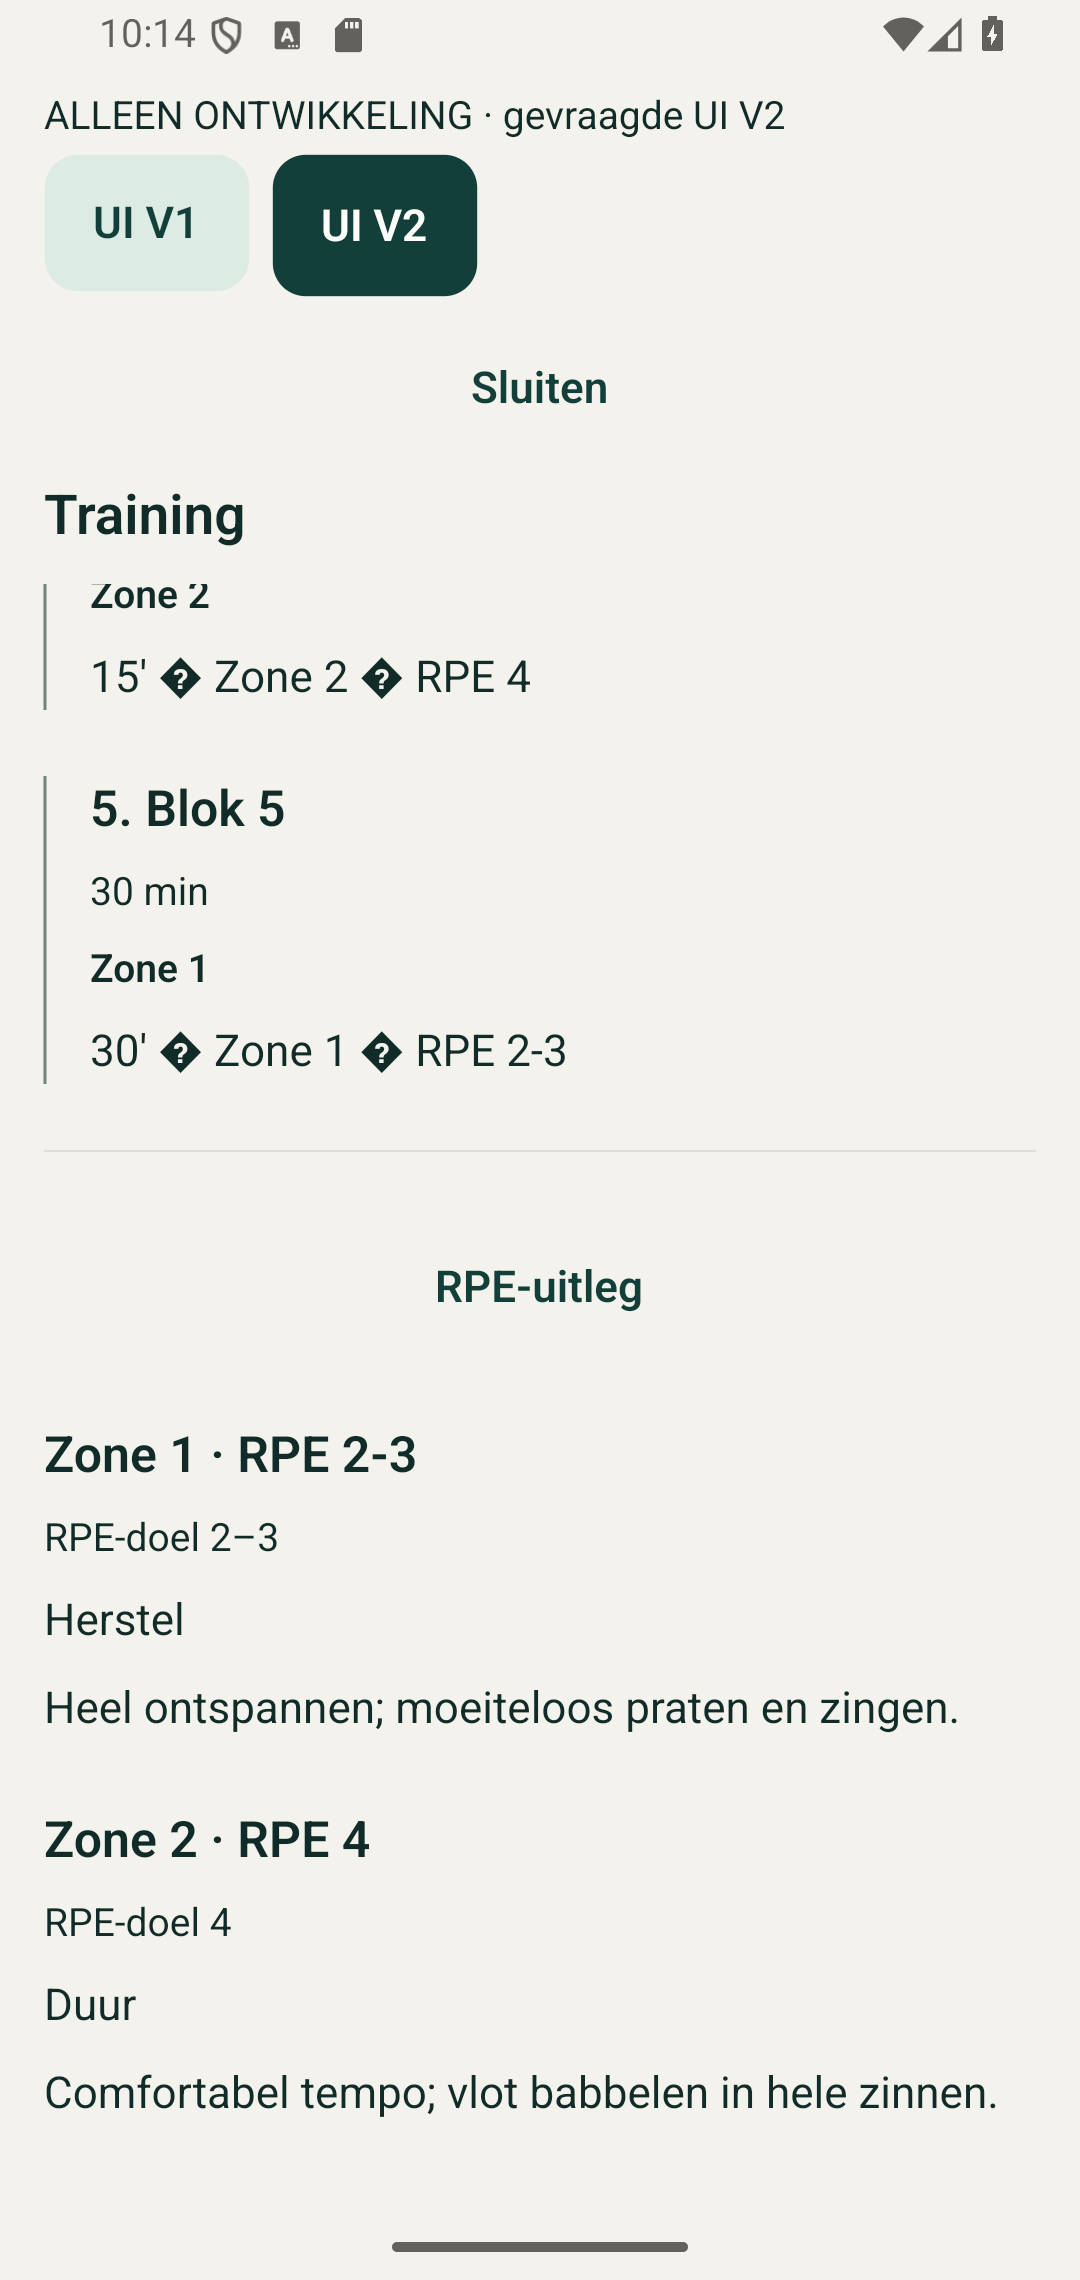 10:14
ALLEEN ONTWIKKELING · gevraagde UI V2
UI V1
UI V2
Sluiten
Training
Zone 2
15' � Zone 2 � RPE 4
5. Blok 5
30 min
Zone 1
30' � Zone 1 � RPE 2-3
RPE-uitleg
Zone 1 · RPE 2-3
RPE-doel 2–3
Herstel
Heel ontspannen; moeiteloos praten en zingen.
Zone 2 · RPE 4
RPE-doel 4
Duur
Comfortabel tempo; vlot babbelen in hele zinnen.